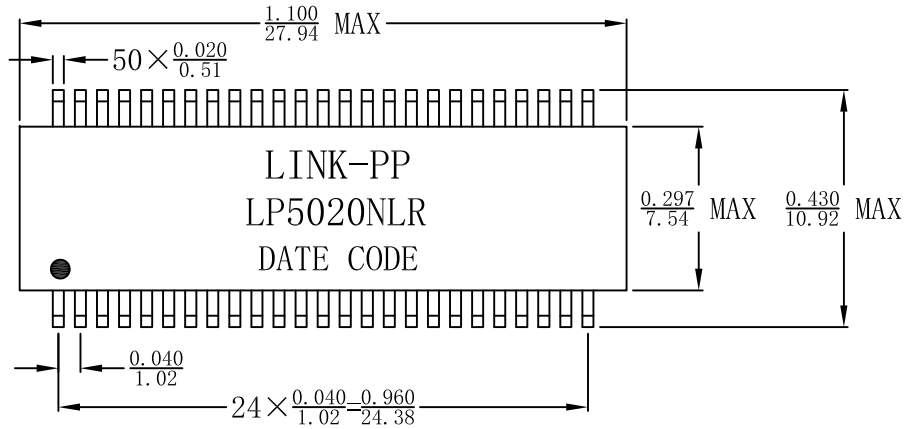 1.100/27.94 MAX
50×0.020/0.51
LINK-PP
LP5020NLR
DATE CODE
0.297/7.54 MAX
0.430/10.92 MAX
0.040/1.02
24×0.040/1.02=0.960/24.38